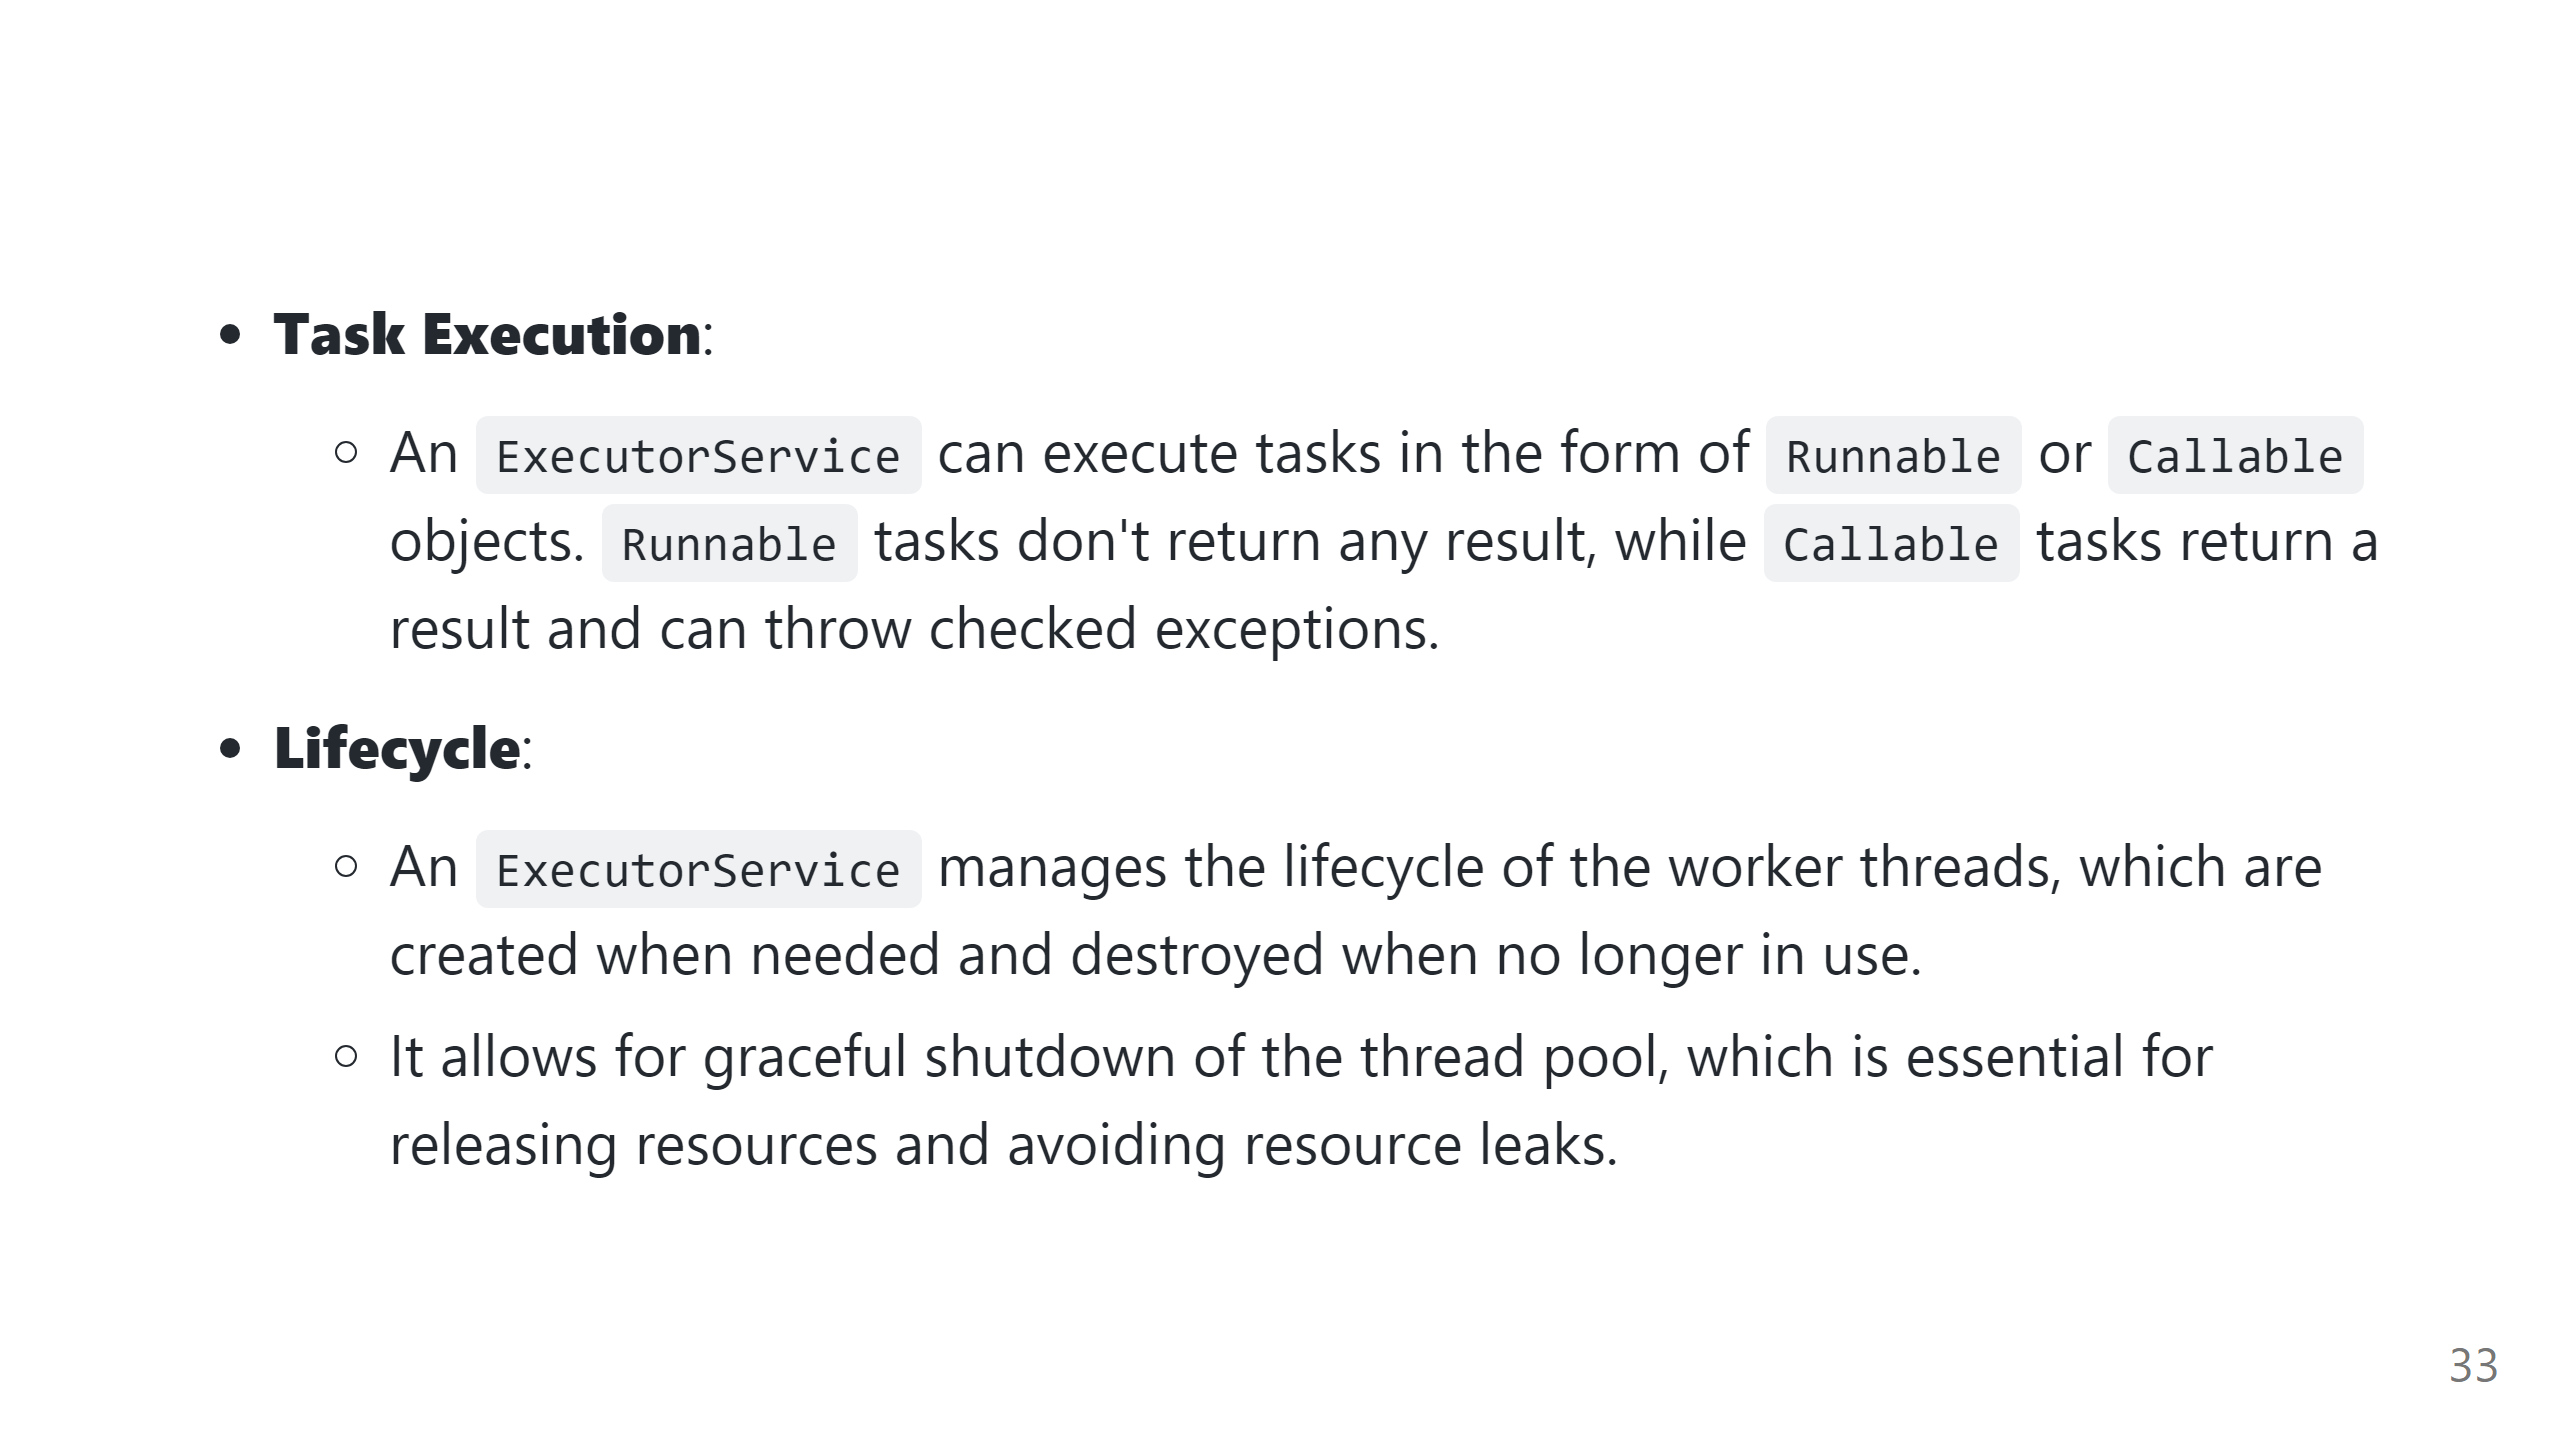 Task Execution:
An ExecutorService can execute tasks in the form of Runnable or Callable
objects. Runnable tasks don't return any result, while Callable tasks return a
result and can throw checked exceptions.
Lifecycle:
An ExecutorService manages the lifecycle of the worker threads, which are
created when needed and destroyed when no longer in use.
It allows for graceful shutdown of the thread pool, which is essential for
releasing resources and avoiding resource leaks.
33